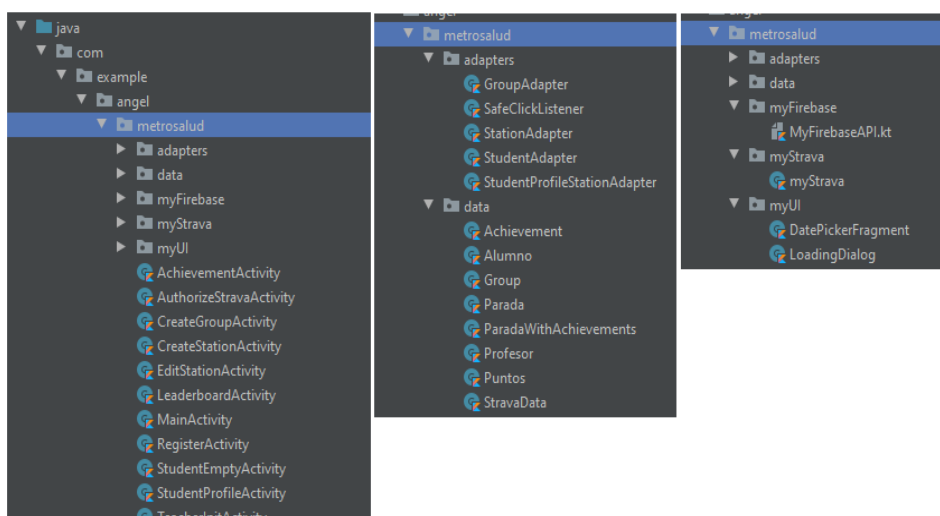 java
com
example
angel
metrosalud
adapters
data
myFirebase
myStrava
myUI
AchievementActivity
AuthorizeStravaActivity
CreateGroupActivity
CreateStationActivity
EditStationActivity
LeaderboardActivity
MainActivity
RegisterActivity
StudentEmptyActivity
StudentProfileActivity
TeacherInitActivity
metrosalud
adapters
GroupAdapter
SafeClickListener
StationAdapter
StudentAdapter
StudentProfileStationAdapter
data
Achievement
Alumno
Group
Parada
ParadaWithAchievements
Profesor
Puntos
StravaData
metrosalud
adapters
data
myFirebase
MyFirebaseAPI.kt
myStrava
myStrava
myUI
DatePickerFragment
LoadingDialog